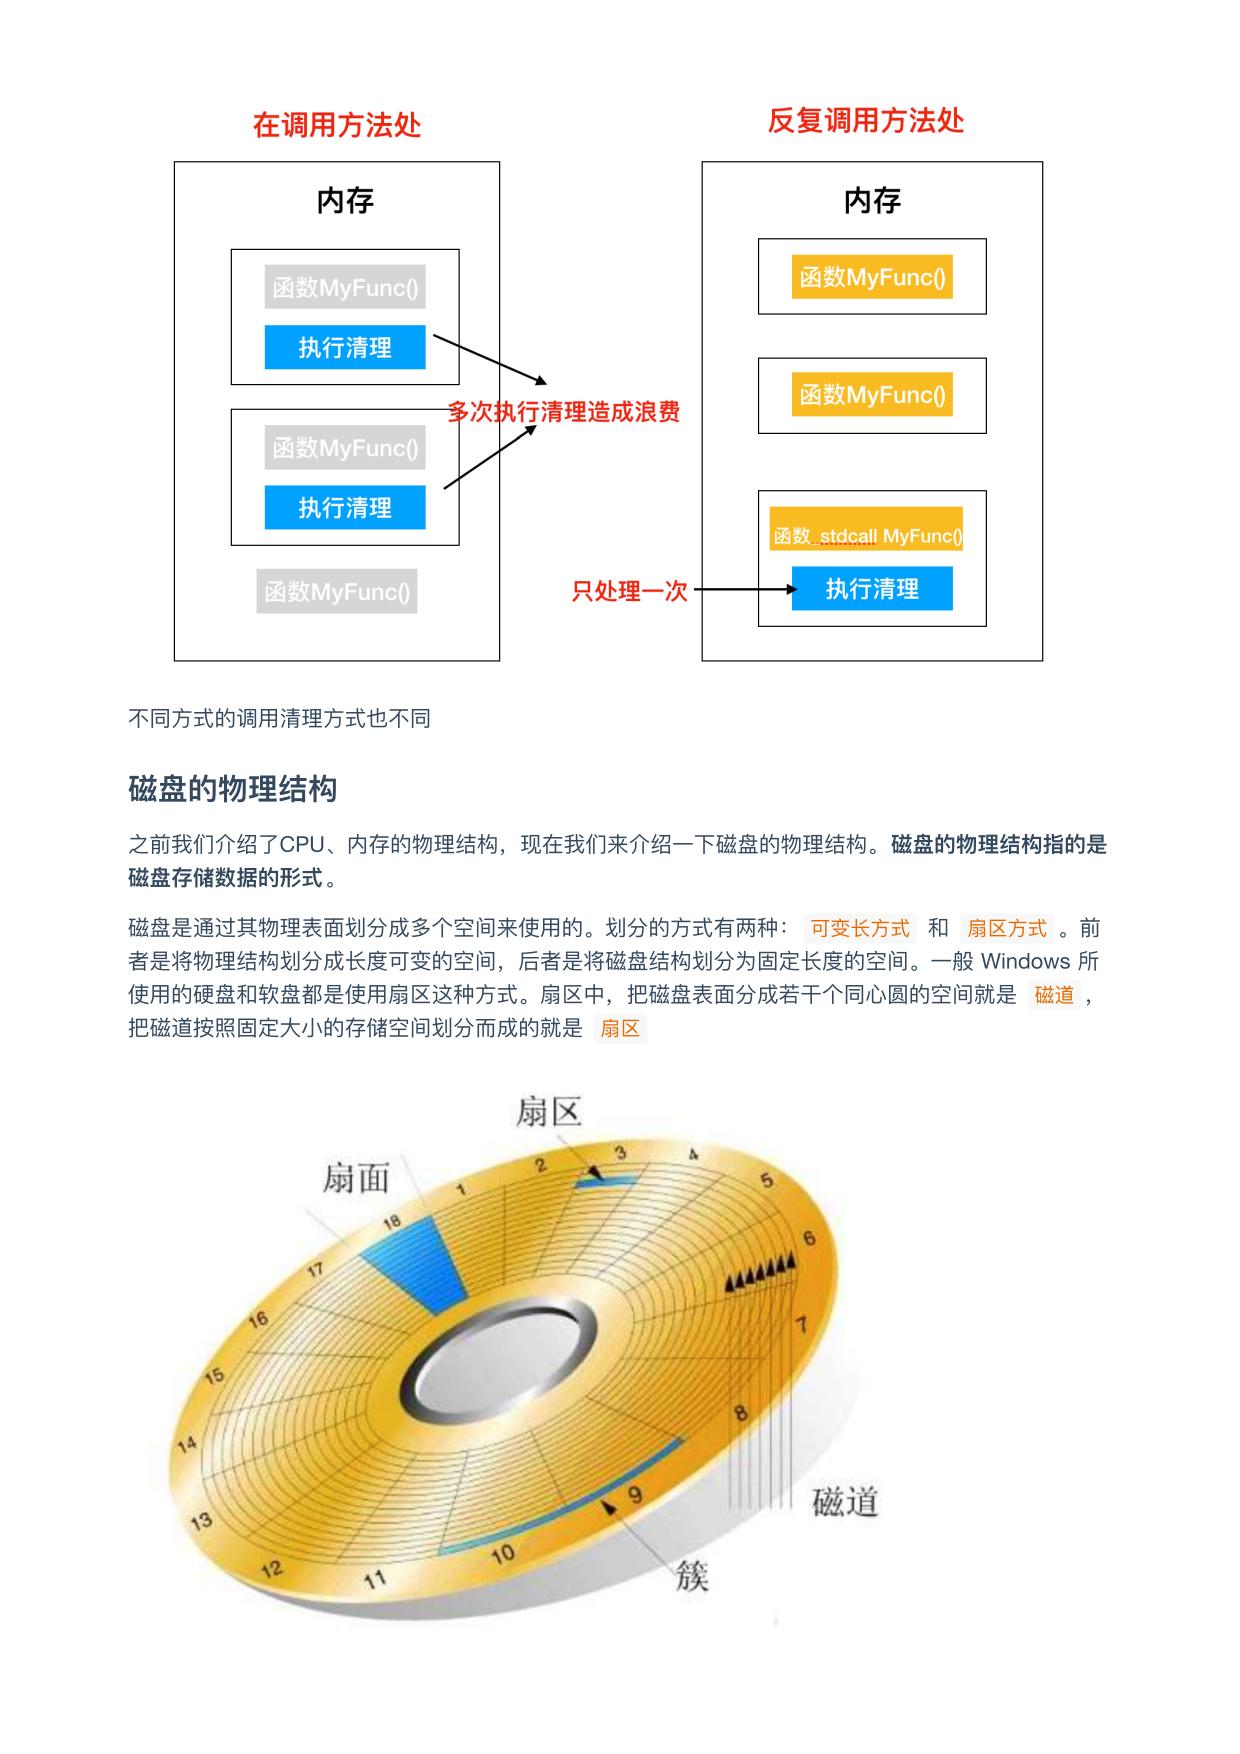 在调用方法处
反复调用方法处
内存
内存
函数MyFunc()
执行清理
函数MyFunc()
执行清理
函数MyFunc()
多次执行清理造成浪费
函数MyFunc()
函数MyFunc()
函数_stdcall MyFunc()
执行清理
只处理一次
不同方式的调用清理方式也不同
磁盘的物理结构
之前我们介绍了CPU、内存的物理结构，现在我们来介绍一下磁盘的物理结构。磁盘的物理结构指的是
磁盘存储数据的形式。
磁盘是通过其物理表面划分成多个空间来使用的。划分的方式有两种： 可变长方式 和 扇区方式 。前
者是将物理结构划分成长度可变的空间，后者是将磁盘结构划分为固定长度的空间。一般 Windows 所
使用的硬盘和软盘都是使用扇区这种方式。扇区中，把磁盘表面分成若干个同心圆的空间就是 磁道 ，
把磁道按照固定大小的存储空间划分而成的就是 扇区
扇区
扇面
1
2
3
4
5
6
7
8
9
10
11
12
13
14
15
16
17
18
磁道
簇